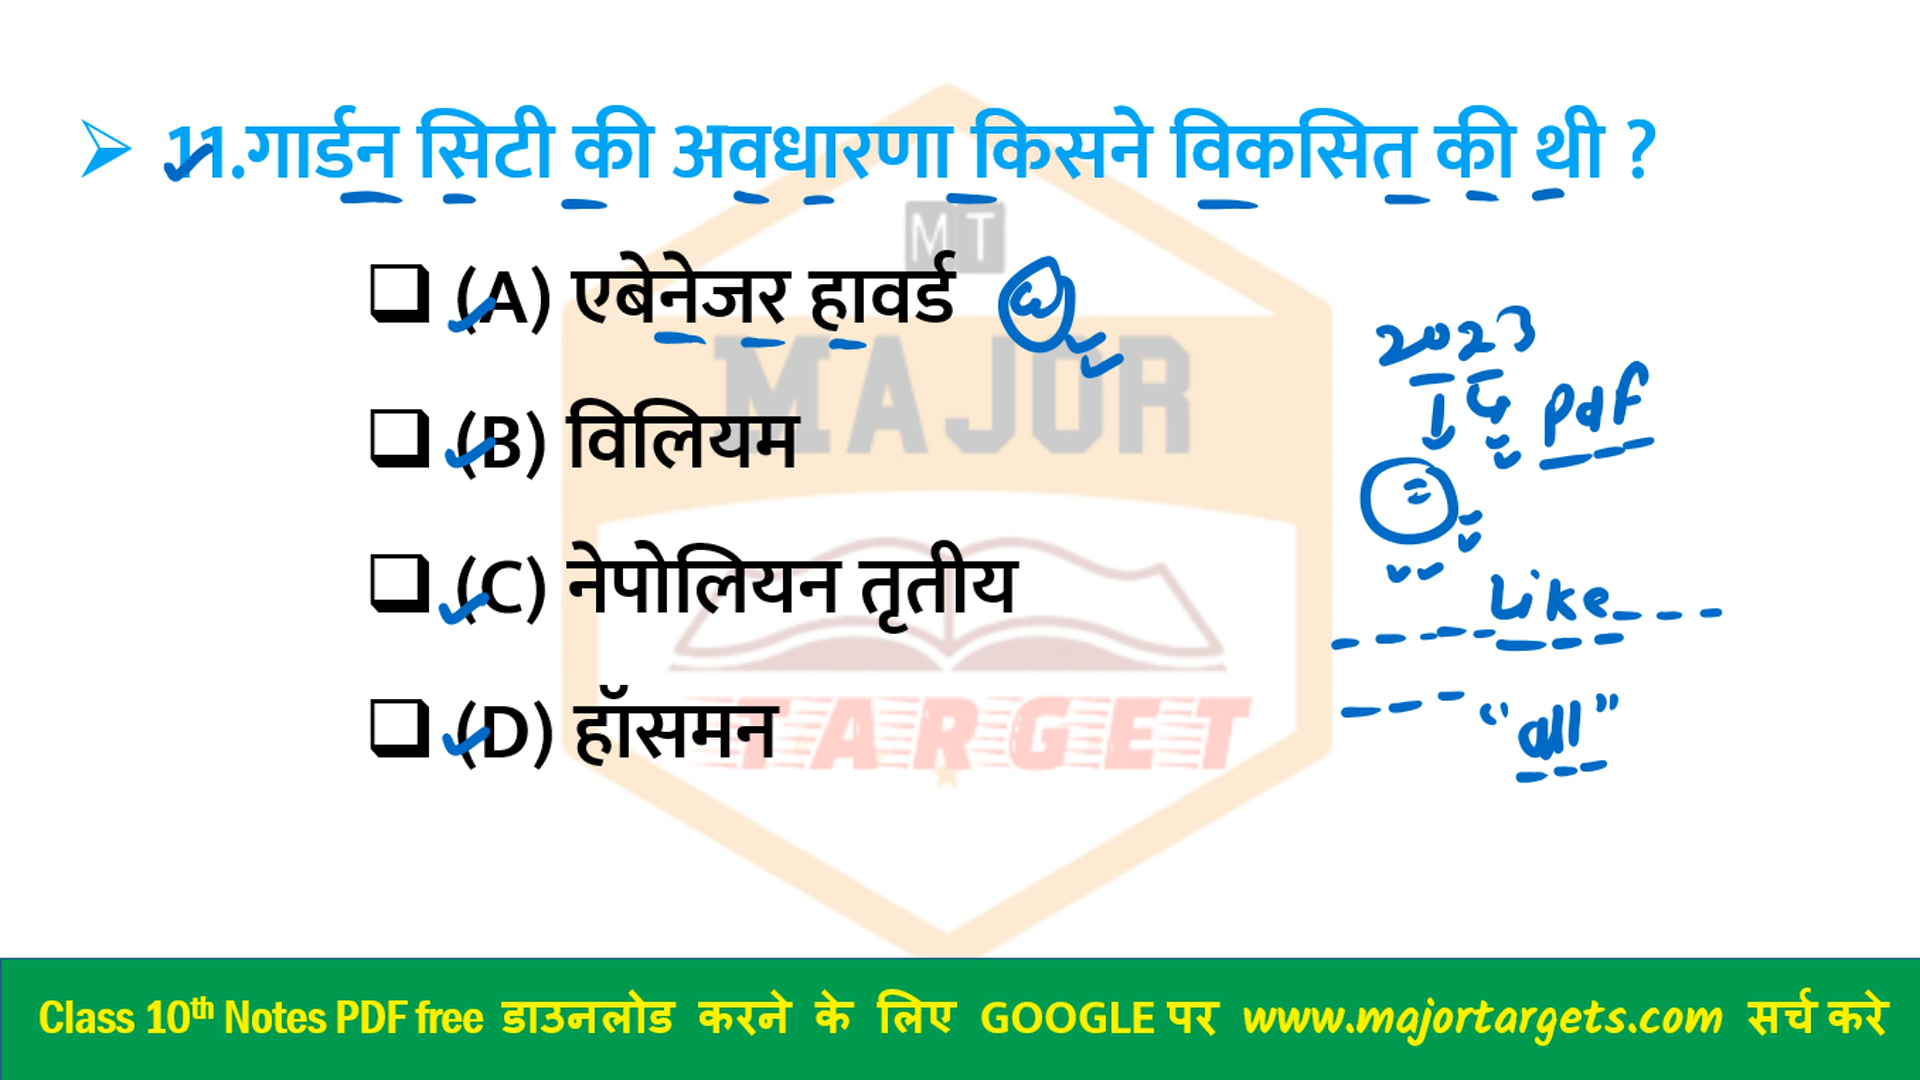 11.गार्डन सिटी की अवधारणा किसने विकसित की थी ?
MT
(A) एबेनेजर हावर्ड
2023
MAJOR
Pdf
(B) विलियम
(C) नेपोलियन तृतीय
Like
TARGET
(D) हॉसमन
"all"
Class 10th Notes PDF free डाउनलोड करने के लिए GOOGLE पर www.majortargets.com सर्च करे